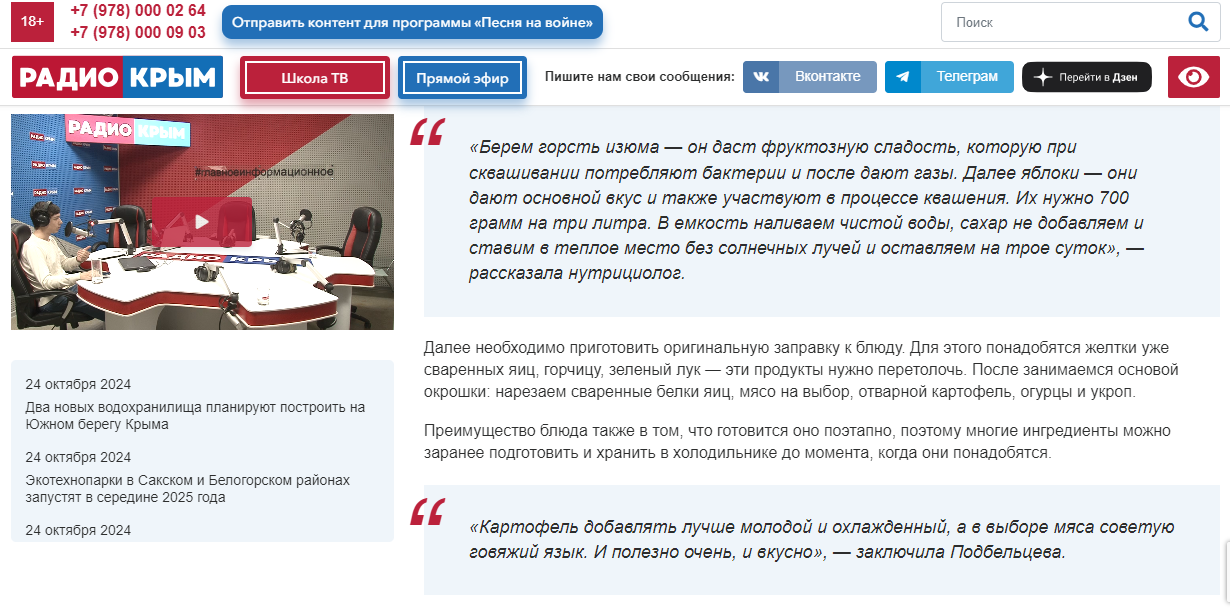 18+
+7 (978) 000 02 64
+7 (978) 000 09 03
Отправить контент для программы «Песня на войне»
Поиск
РАДИО КРЫМ
Школа ТВ
Прямой эфир
Пишите нам свои сообщения:
Вконтакте
Телеграм
Перейти в Дзен
РАДИО КРЫМ
#главноеинформационное
РАДИО КРЫМ
24 октября 2024
Два новых водохранилища планируют построить на
Южном берегу Крыма
24 октября 2024
Экотехнопарки в Сакском и Белогорском районах
запустят в середине 2025 года
24 октября 2024
«Берем горсть изюма — он даст фруктозную сладость, которую при
сквашивании потребляют бактерии и после дают газы. Далее яблоки — они
дают основной вкус и также участвуют в процессе квашения. Их нужно 700
грамм на три литра. В емкость наливаем чистой воды, сахар не добавляем и
ставим в теплое место без солнечных лучей и оставляем на трое суток», —
рассказала нутрициолог.
Далее необходимо приготовить оригинальную заправку к блюду. Для этого понадобятся желтки уже
сваренных яиц, горчицу, зеленый лук — эти продукты нужно перетолочь. После занимаемся основой
окрошки: нарезаем сваренные белки яиц, мясо на выбор, отварной картофель, огурцы и укроп.
Преимущество блюда также в том, что готовится оно поэтапно, поэтому многие ингредиенты можно
заранее подготовить и хранить в холодильнике до момента, когда они понадобятся.
«Картофель добавлять лучше молодой и охлажденный, а в выборе мяса советую
говяжий язык. И полезно очень, и вкусно», — заключила Подбельцева.